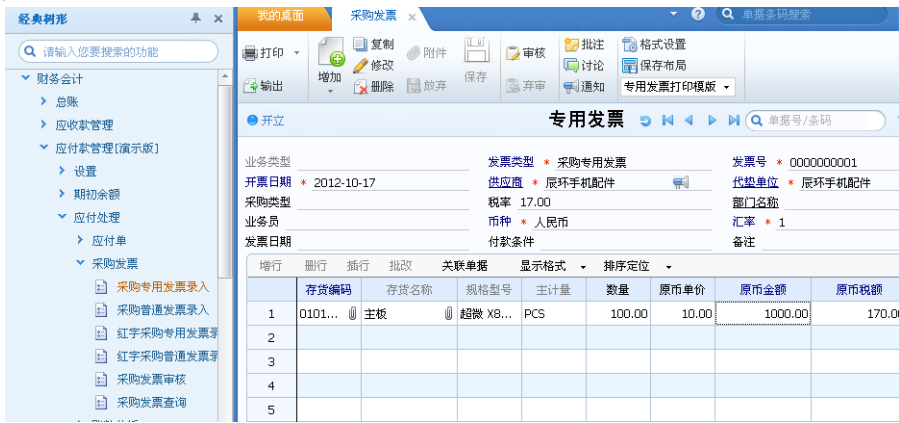 经典树形
我的桌面 采购发票
单据条码搜索
请输入您要搜索的功能
打印 增加 复制 修改 删除 附件 放弃 保存 审核 弃审 批注 讨论 通知 格式设置 保存布局
输出 专用发票打印模版
财务会计
总账
应收款管理
应付款管理[演示版]
设置
期初余额
应付处理
应付单
采购发票
采购专用发票录入
采购普通发票录入
红字采购专用发票录
红字采购普通发票录
采购发票审核
采购发票查询
开立 专用发票 单据号/条码
业务类型 发票类型 * 采购专用发票 发票号 * 0000000001
开票日期 * 2012-10-17 供应商 * 辰环手机配件 代垫单位 * 辰环手机配件
采购类型 税率 17.00 部门名称
业务员 币种 * 人民币 汇率 * 1
发票日期 付款条件 备注
增行 删行 插行 批改 关联单据 显示格式 排序定位
存货编码 存货名称 规格型号 主计量 数量 原币单价 原币金额 原币税额
1 0101... 主板 超微 X8... PCS 100.00 10.00 1000.00 170.0
2
3
4
5